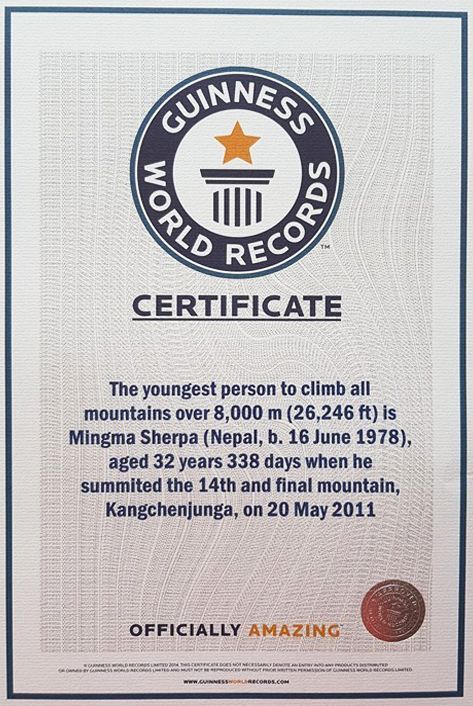 GUINNESS
WORLD RECORDS
™
CERTIFICATE
The youngest person to climb all
mountains over 8,000 m (26,246 ft) is
Mingma Sherpa (Nepal, b. 16 June 1978),
aged 32 years 338 days when he
summited the 14th and final mountain,
Kangchenjunga, on 20 May 2011
OFFICIALLY AMAZING
© GUINNESS WORLD RECORDS LIMITED 2014. THIS CERTIFICATE DOES NOT NECESSARILY DENOTE AN ENTRY INTO ANY PRODUCTS DISTRIBUTED
OR OWNED BY GUINNESS WORLD RECORDS LIMITED AND MUST NOT BE REPRODUCED WITHOUT PRIOR WRITTEN PERMISSION OF GUINNESS WORLD RECORDS LIMITED.
WWW.GUINNESSWORLDRECORDS.COM